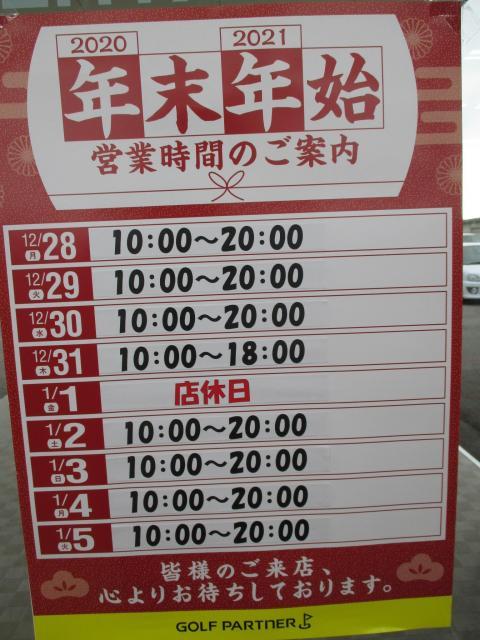 2020 2021
年末年始
営業時間のご案内
12/28 月 10:00～20:00
12/29 火 10:00～20:00
12/30 水 10:00～20:00
12/31 木 10:00～18:00
1/1 金 店休日
1/2 土 10:00～20:00
1/3 日 10:00～20:00
1/4 月 10:00～20:00
1/5 火 10:00～20:00
皆様のご来店、
心よりお待ちしております。
GOLF PARTNER